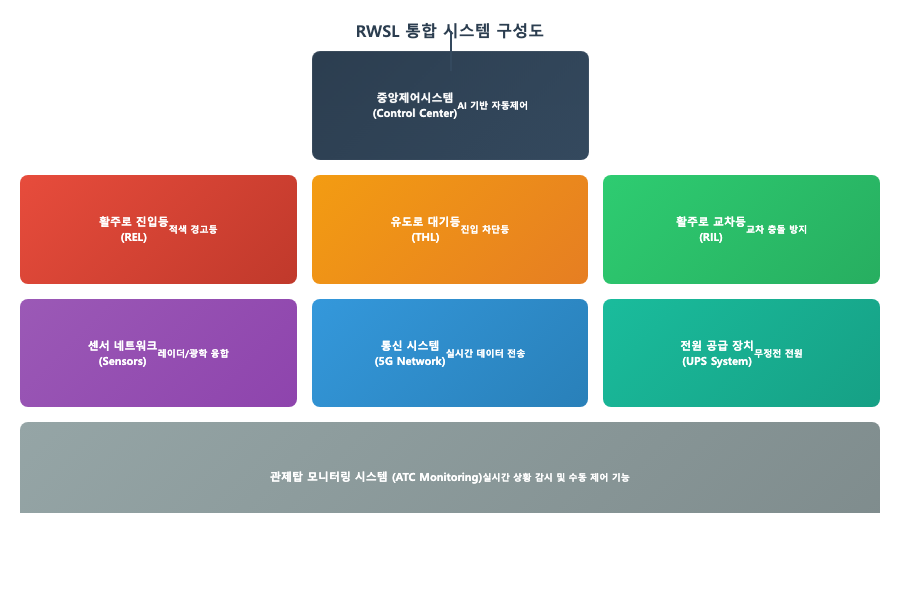 RWSL 통합 시스템 구성도
중앙제어시스템
(Control Center)
AI 기반 자동제어
활주로 진입등
(REL)
적색 경고등
유도로 대기등
(THL)
진입 차단등
활주로 교차등
(RIL)
교차 충돌 방지
센서 네트워크
(Sensors)
레이더/광학 융합
통신 시스템
(5G Network)
실시간 데이터 전송
전원 공급 장치
(UPS System)
무정전 전원
관제탑 모니터링 시스템 (ATC Monitoring)실시간 상황 감시 및 수동 제어 기능